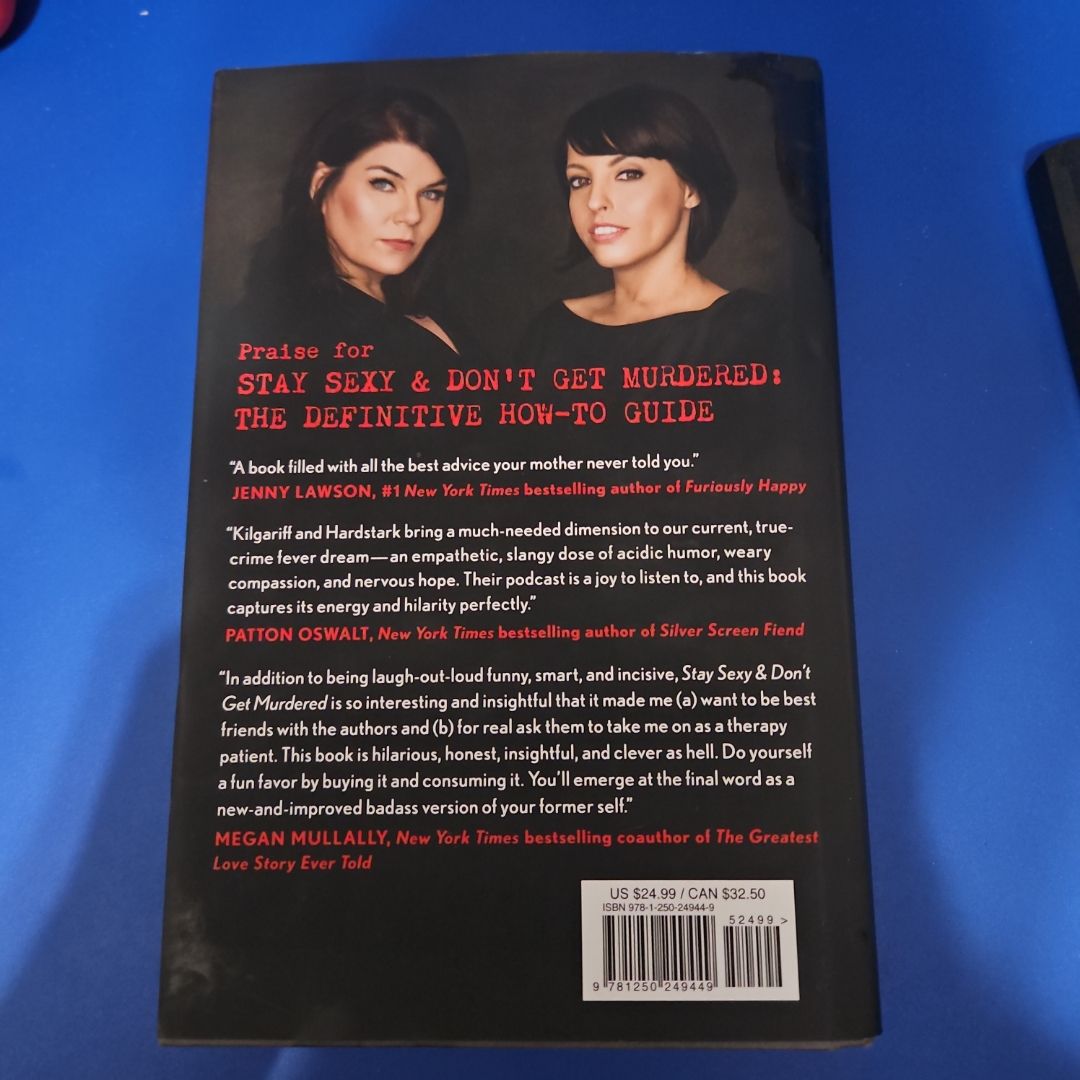 Praise for
STAY SEXY & DON'T GET MURDERED:
THE DEFINITIVE HOW-TO GUIDE
“A book filled with all the best advice your mother never told you.”
JENNY LAWSON, #1 New York Times bestselling author of Furiously Happy
“Kilgariff and Hardstark bring a much-needed dimension to our current, true-
crime fever dream—an empathetic, slangy dose of acidic humor, weary
compassion, and nervous hope. Their podcast is a joy to listen to, and this book
captures its energy and hilarity perfectly.”
PATTON OSWALT, New York Times bestselling author of Silver Screen Fiend
“In addition to being laugh-out-loud funny, smart, and incisive, Stay Sexy & Don’t
Get Murdered is so interesting and insightful that it made me (a) want to be best
friends with the authors and (b) for real ask them to take me on as a therapy
patient. This book is hilarious, honest, insightful, and clever as hell. Do yourself
a fun favor by buying it and consuming it. You’ll emerge at the final word as a
new-and-improved badass version of your former self.”
MEGAN MULLALLY, New York Times bestselling coauthor of The Greatest
Love Story Ever Told
US $24.99 / CAN $32.50
ISBN 978-1-250-24944-9
52499 >
9 781250 249449